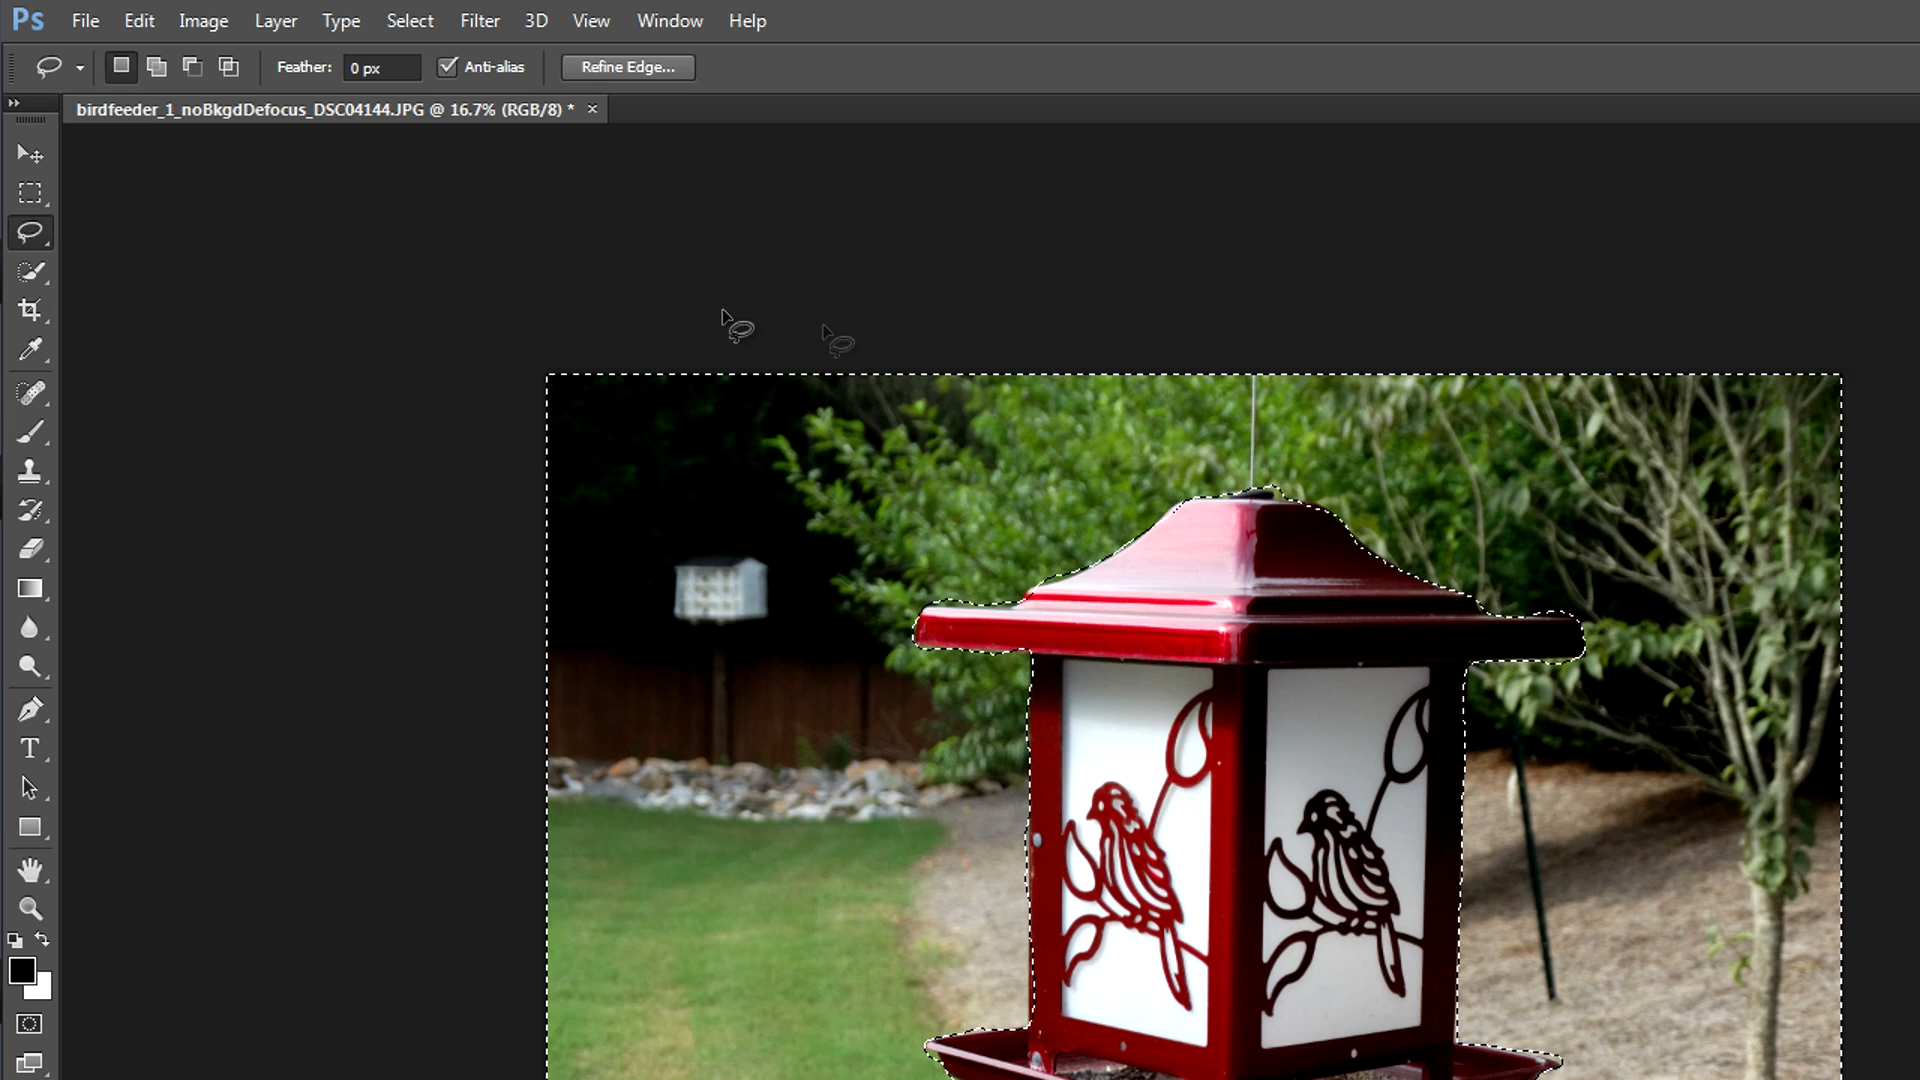 Ps File Edit Image Layer Type Select Filter 3D View Window Help
Feather: 0 px Anti-alias Refine Edge...
birdfeeder_1_noBkgdDefocus_DSC04144.JPG @ 16.7% (RGB/8) * ×
T